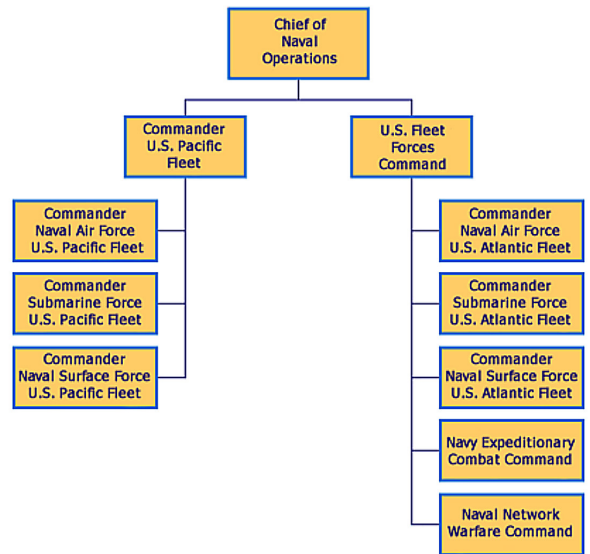 Chief of
Naval
Operations
Commander
U.S. Pacific
Fleet
U.S. Fleet
Forces
Command
Commander
Naval Air Force
U.S. Pacific Fleet
Commander
Submarine Force
U.S. Pacific Fleet
Commander
Naval Surface Force
U.S. Pacific Fleet
Commander
Naval Air Force
U.S. Atlantic Fleet
Commander
Submarine Force
U.S. Atlantic Fleet
Commander
Naval Surface Force
U.S. Atlantic Fleet
Navy Expeditionary
Combat Command
Naval Network
Warfare Command